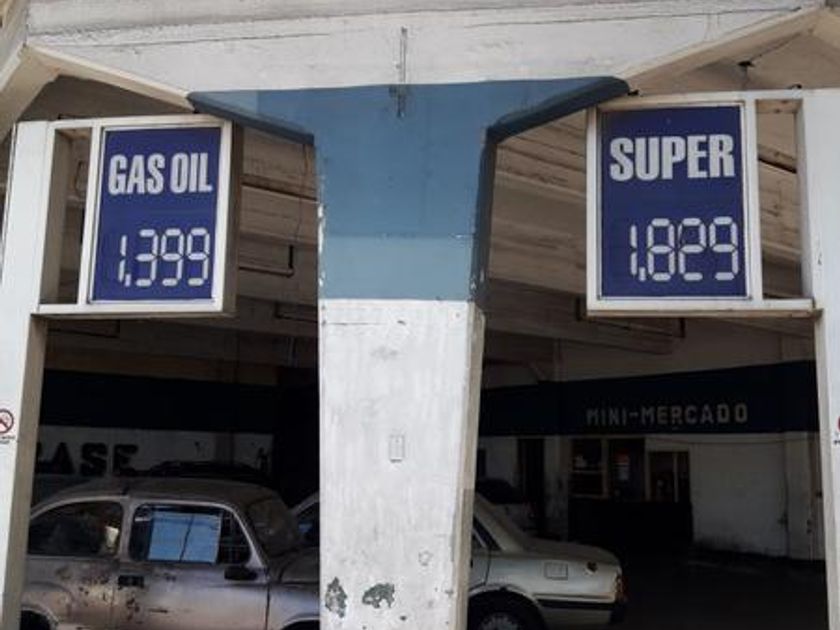 GAS OIL
1,399
SUPER
1,829
MINI-MERCADO